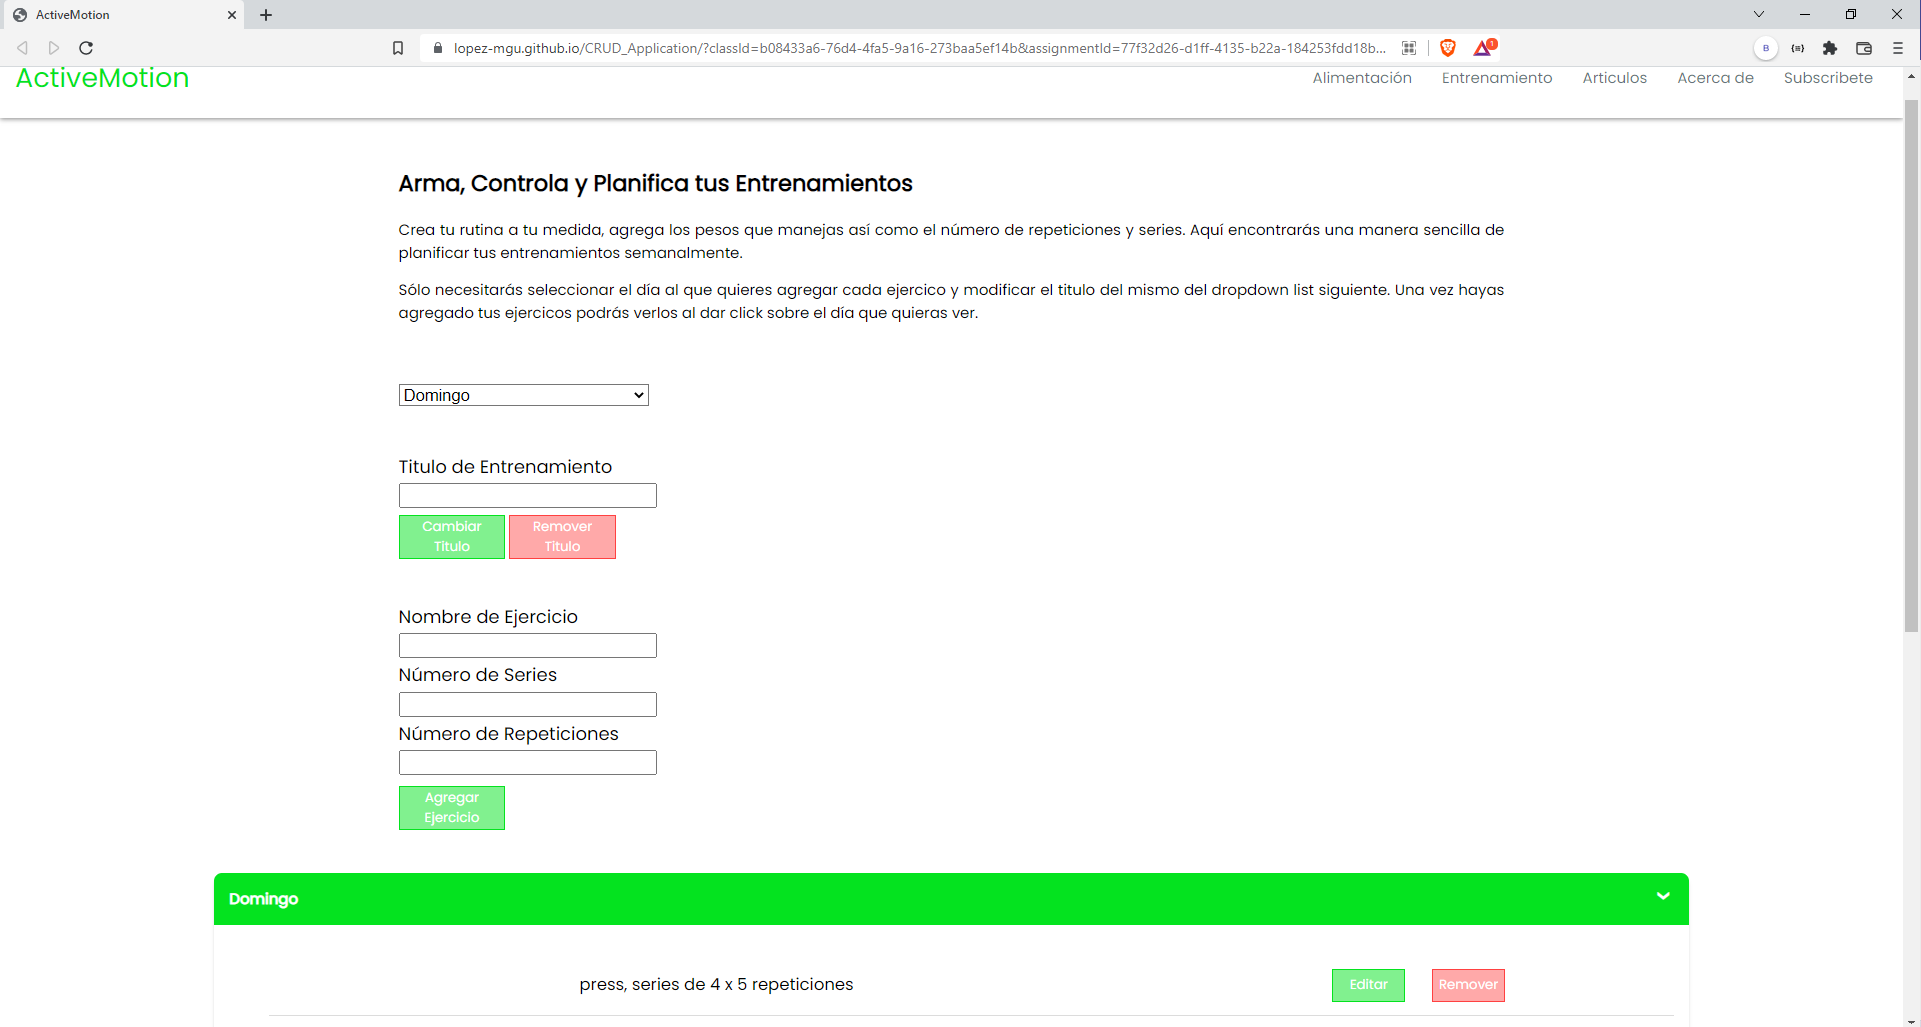 ActiveMotion
lopez-mgu.github.io/CRUD_Application/?classId=b08433a6-76d4-4fa5-9a16-273baa5ef14b&assignmentId=77f32d26-d1ff-4135-b22a-184253fdd18b...
1
B
ActiveMotion
Alimentación Entrenamiento Articulos Acerca de Subscribete
Arma, Controla y Planifica tus Entrenamientos
Crea tu rutina a tu medida, agrega los pesos que manejas así como el número de repeticiones y series. Aquí encontrarás una manera sencilla de
planificar tus entrenamientos semanalmente.
Sólo necesitarás seleccionar el día al que quieres agregar cada ejercico y modificar el titulo del mismo del dropdown list siguiente. Una vez hayas
agregado tus ejercicos podrás verlos al dar click sobre el día que quieras ver.
Domingo
Titulo de Entrenamiento
Cambiar
Titulo
Remover
Titulo
Nombre de Ejercicio
Número de Series
Número de Repeticiones
Agregar
Ejercicio
Domingo
press, series de 4 x 5 repeticiones
Editar
Remover